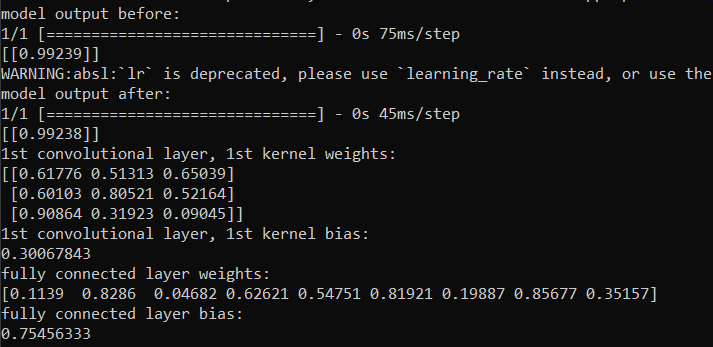 model output before:
1/1 [==============================] - 0s 75ms/step
[[0.99239]]
WARNING:absl:`lr` is deprecated, please use `learning_rate` instead, or use the
model output after:
1/1 [==============================] - 0s 45ms/step
[[0.99238]]
1st convolutional layer, 1st kernel weights:
[[0.61776 0.51313 0.65039]
 [0.60103 0.80521 0.52164]
 [0.90864 0.31923 0.09045]]
1st convolutional layer, 1st kernel bias:
0.30067843
fully connected layer weights:
[0.1139  0.8286  0.04682 0.62621 0.54751 0.81921 0.19887 0.85677 0.35157]
fully connected layer bias:
0.75456333